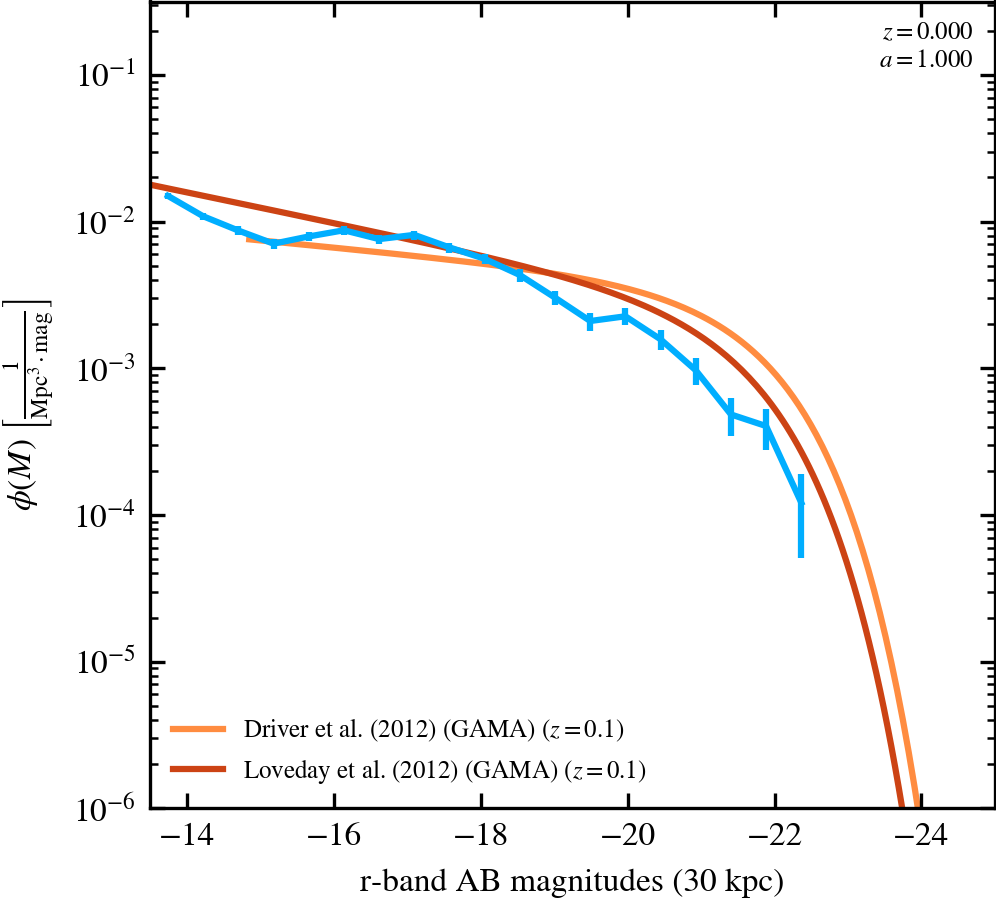 z = 0.000
a = 1.000
10⁻¹
10⁻²
10⁻³
10⁻⁴
10⁻⁵
10⁻⁶
ϕ(M) [1 / Mpc³ · mag]
Driver et al. (2012) (GAMA) (z = 0.1)
Loveday et al. (2012) (GAMA) (z = 0.1)
−14 −16 −18 −20 −22 −24
r-band AB magnitudes (30 kpc)